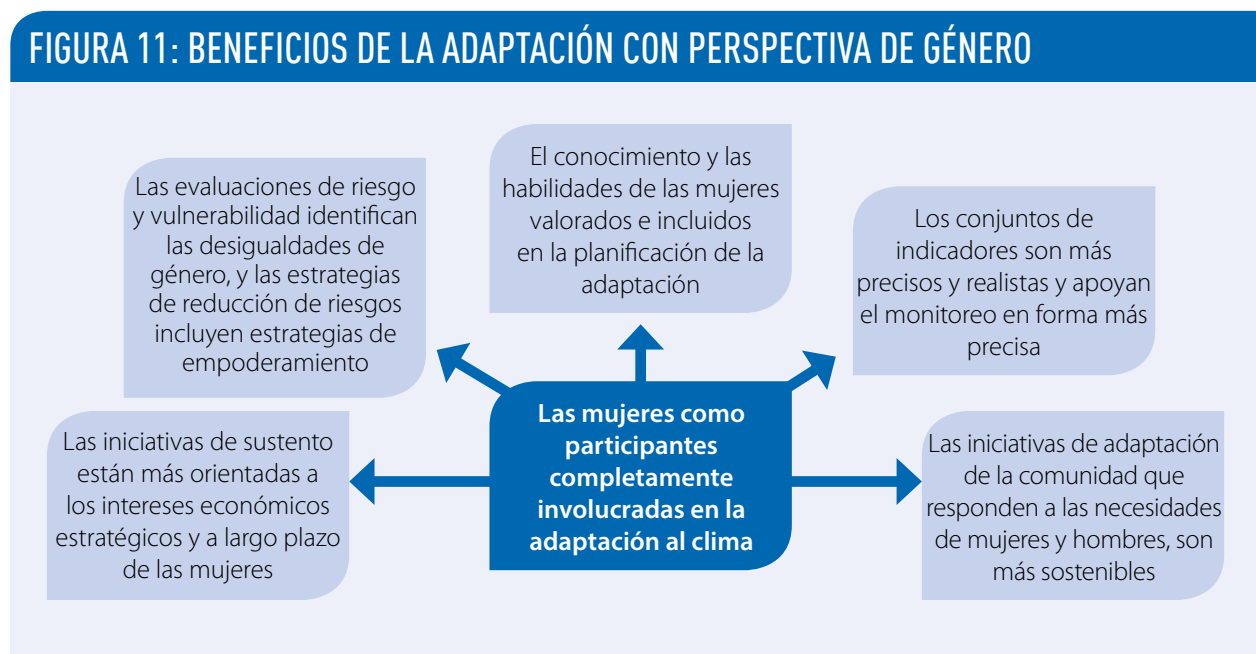 FIGURA 11: BENEFICIOS DE LA ADAPTACIÓN CON PERSPECTIVA DE GÉNERO
Las evaluaciones de riesgo
y vulnerabilidad identifican
las desigualdades de
género, y las estrategias
de reducción de riesgos
incluyen estrategias de
empoderamiento
El conocimiento y las
habilidades de las mujeres
valorados e incluidos
en la planificación de la
adaptación
Los conjuntos de
indicadores son más
precisos y realistas y apoyan
el monitoreo en forma más
precisa
Las iniciativas de sustento
están más orientadas a
los intereses económicos
estratégicos y a largo plazo
de las mujeres
Las mujeres como
participantes
completamente
involucradas en la
adaptación al clima
Las iniciativas de adaptación
de la comunidad que
responden a las necesidades
de mujeres y hombres, son
más sostenibles